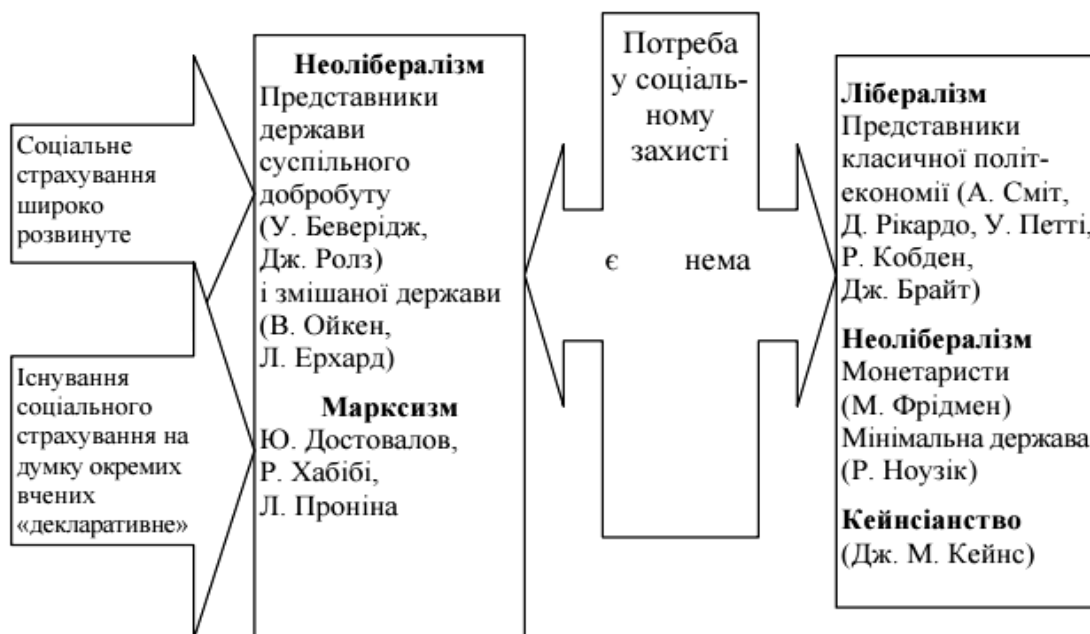 Соціальне
страхування
широко
розвинуте
Існування
соціального
страхування на
думку окремих
вчених
«декларативне»
Неолібералізм
Представники
держави
суспільного
добробуту
(У. Беверідж,
Дж. Ролз)
і змішаної держави
(В. Ойкен,
Л. Ерхард)
Марксизм
Ю. Достовалов,
Р. Хабібі,
Л. Проніна
Потреба
у соціаль-
ному
захисті
є нема
Лібералізм
Представники
класичної політ-
економії (А. Сміт,
Д. Рікардо, У. Петті,
Р. Кобден,
Дж. Брайт)
Неолібералізм
Монетаристи
(М. Фрідмен)
Мінімальна держава
(Р. Ноузік)
Кейнсіанство
(Дж. М. Кейнс)